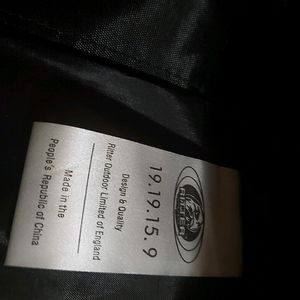 19.19.15.9
Design & Quality
Ritter Outdoor Limited of England
Made in the
People's Republic of China